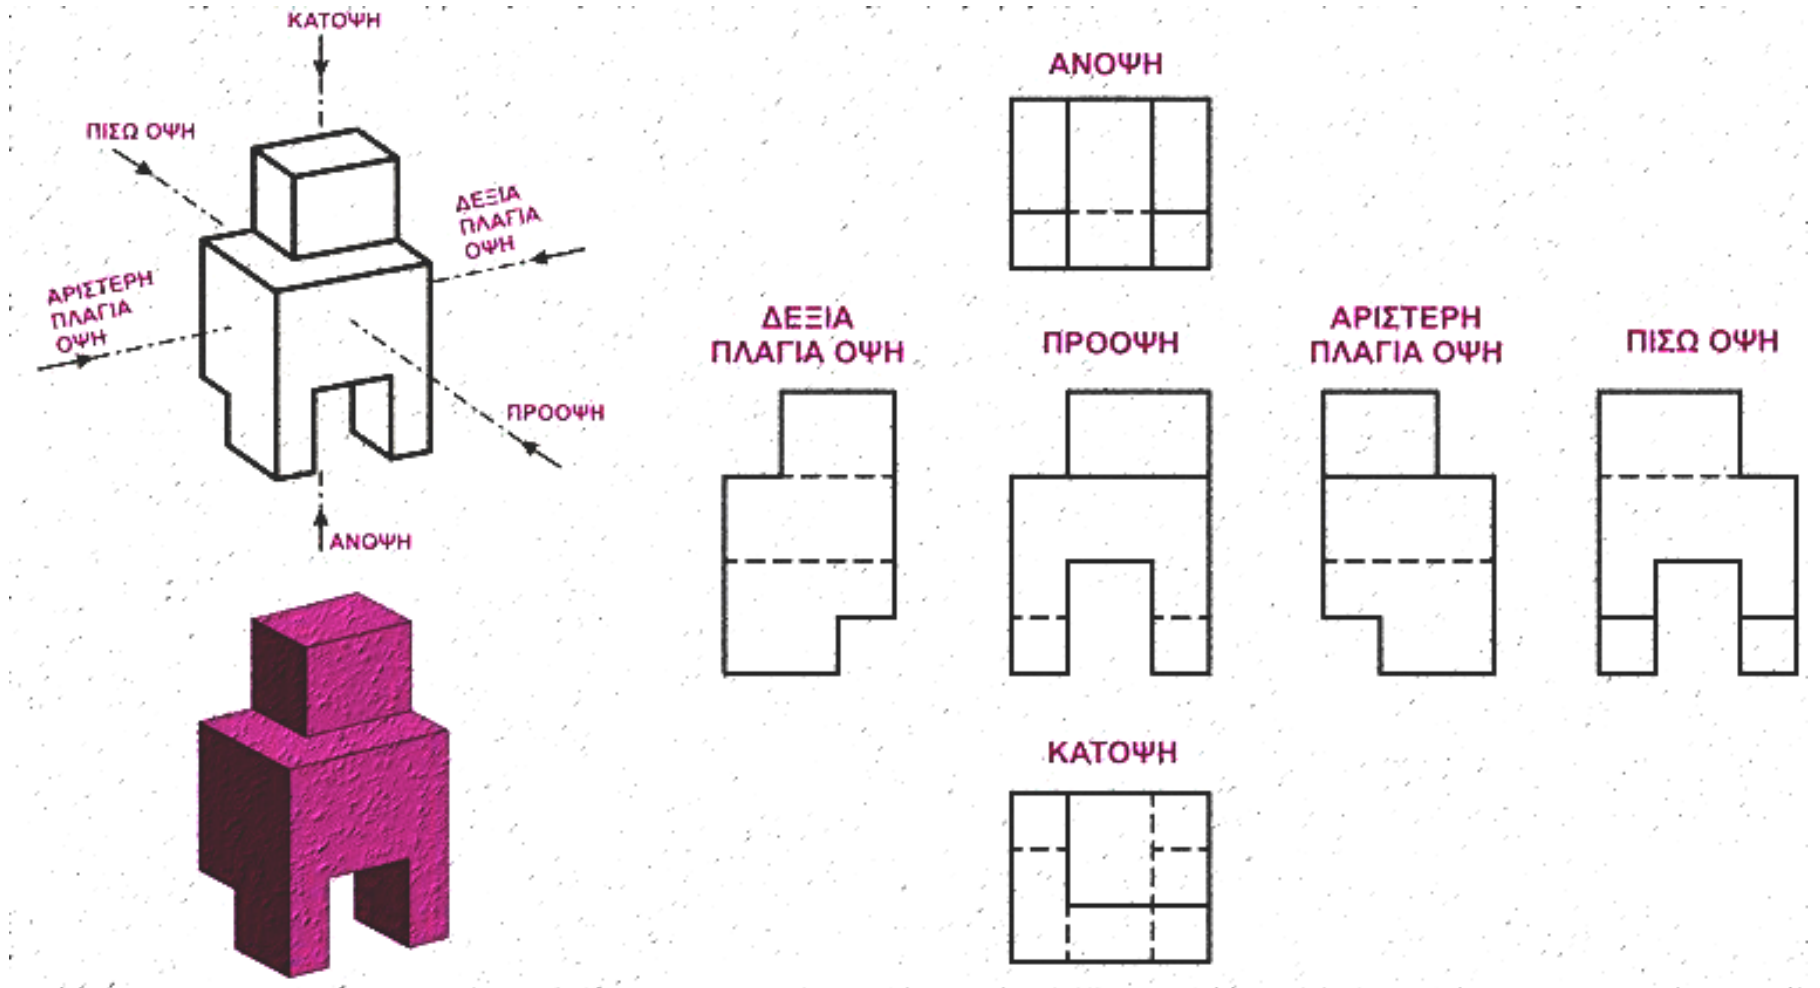 ΚΑΤΟΨΗ
ΠΙΣΩ ΟΨΗ
ΔΕΞΙΑ
ΠΛΑΓΙΑ
ΟΨΗ
ΑΡΙΣΤΕΡΗ
ΠΛΑΓΙΑ
ΟΨΗ
ΠΡΟΟΨΗ
ΑΝΟΨΗ
ΑΝΟΨΗ
ΔΕΞΙΑ
ΠΛΑΓΙΑ ΟΨΗ
ΠΡΟΟΨΗ
ΑΡΙΣΤΕΡΗ
ΠΛΑΓΙΑ ΟΨΗ
ΠΙΣΩ ΟΨΗ
ΚΑΤΟΨΗ